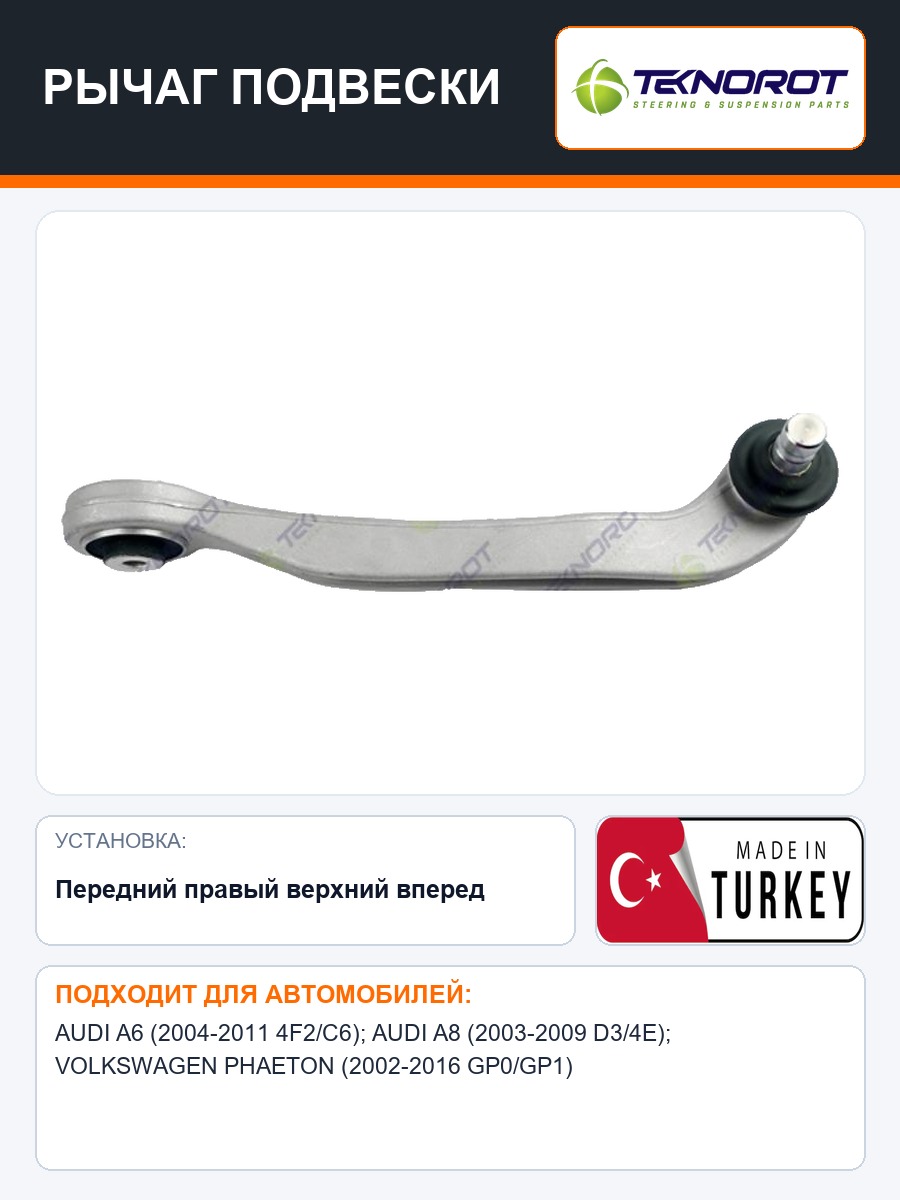 РЫЧАГ ПОДВЕСКИ
TEKNOROT
STEERING & SUSPENSION PARTS
TEKNOROT
УСТАНОВКА:
Передний правый верхний вперед
MADE IN
TURKEY
ПОДХОДИТ ДЛЯ АВТОМОБИЛЕЙ:
AUDI A6 (2004-2011 4F2/C6); AUDI A8 (2003-2009 D3/4E);
VOLKSWAGEN PHAETON (2002-2016 GP0/GP1)